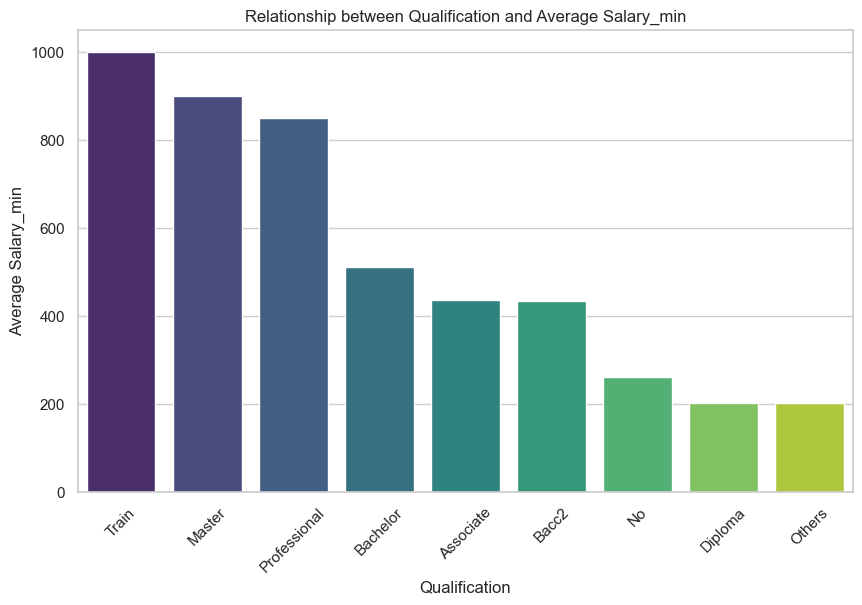 Relationship between Qualification and Average Salary_min
Average Salary_min
1000
800
600
400
200
0
Train
Master
Professional
Bachelor
Associate
Bacc2
No
Diploma
Others
Qualification